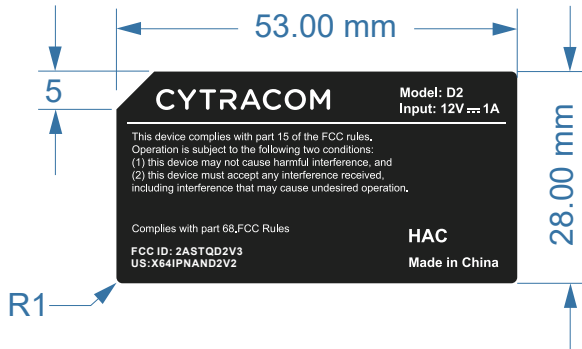 53.00 mm
5
CYTRACOM
Model: D2
Input: 12V ⎓ 1A
This device complies with part 15 of the FCC rules.
Operation is subject to the following two conditions:
(1) this device may not cause harmful interference, and
(2) this device must accept any interference received,
including interference that may cause undesired operation.
28.00 mm
Complies with part 68,FCC Rules
HAC
FCC ID: 2ASTQD2V3
US:X64IPNAND2V2
Made in China
R1